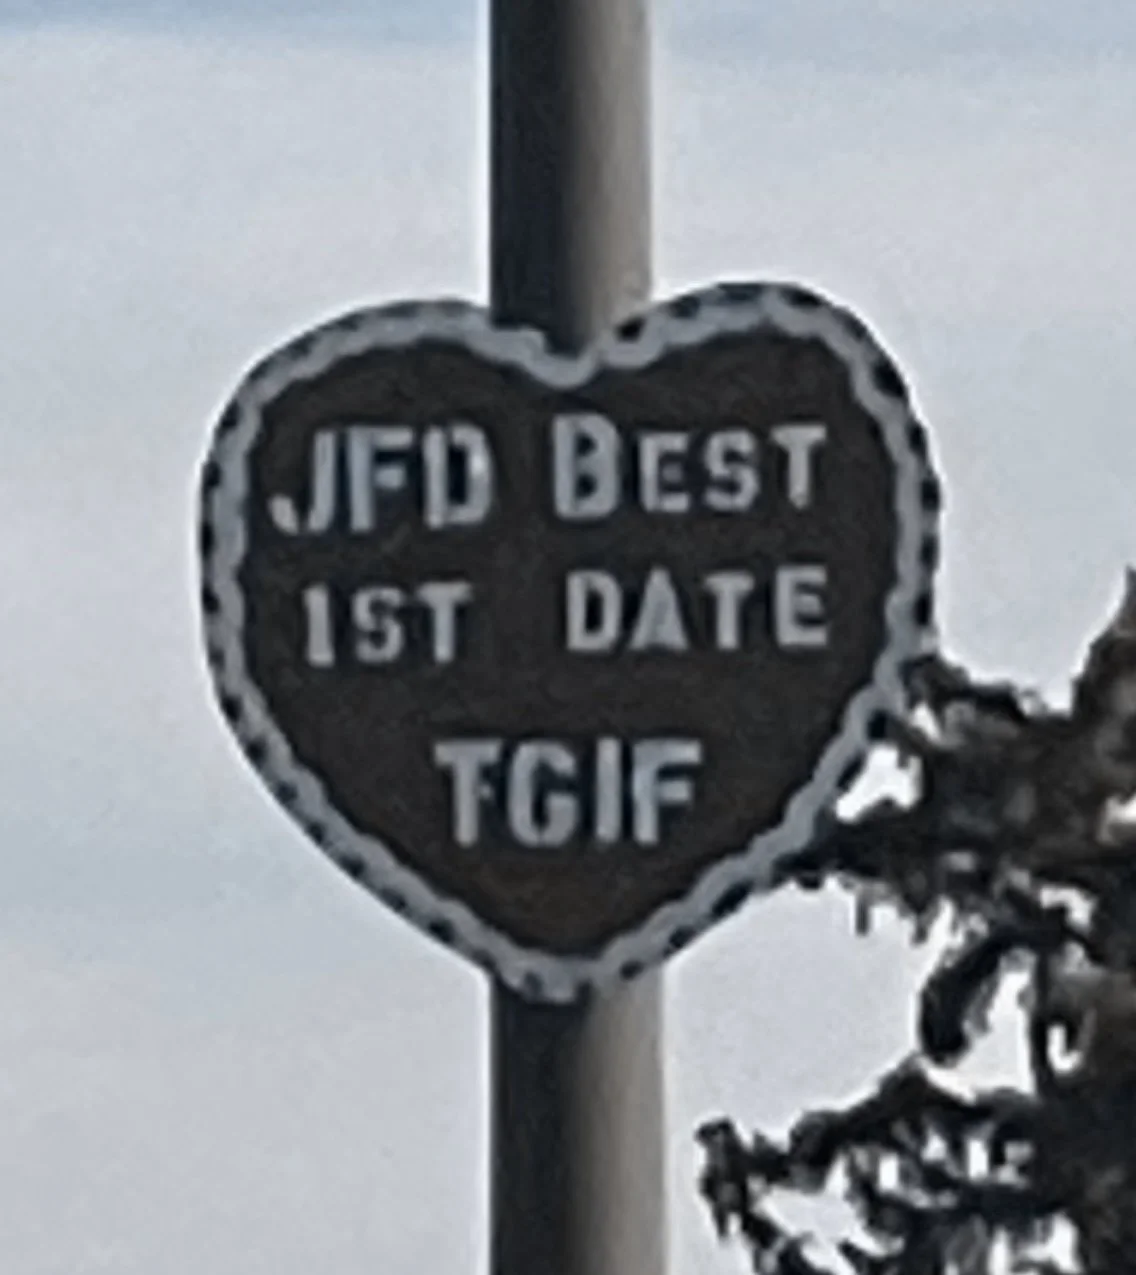 JFD BEST
1ST DATE
TGIF